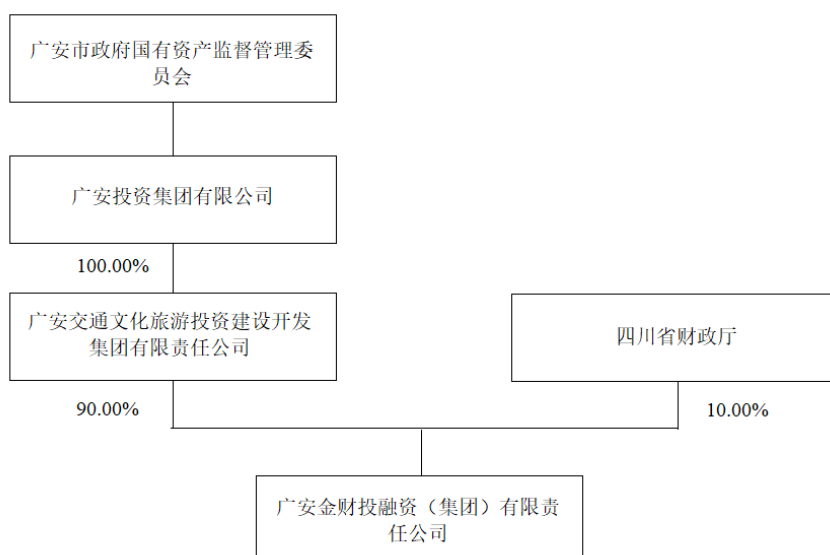 广安市政府国有资产监督管理委
员会
广安投资集团有限公司
100.00%
广安交通文化旅游投资建设开发
集团有限责任公司
四川省财政厅
90.00%
10.00%
广安金财投融资（集团）有限责
任公司